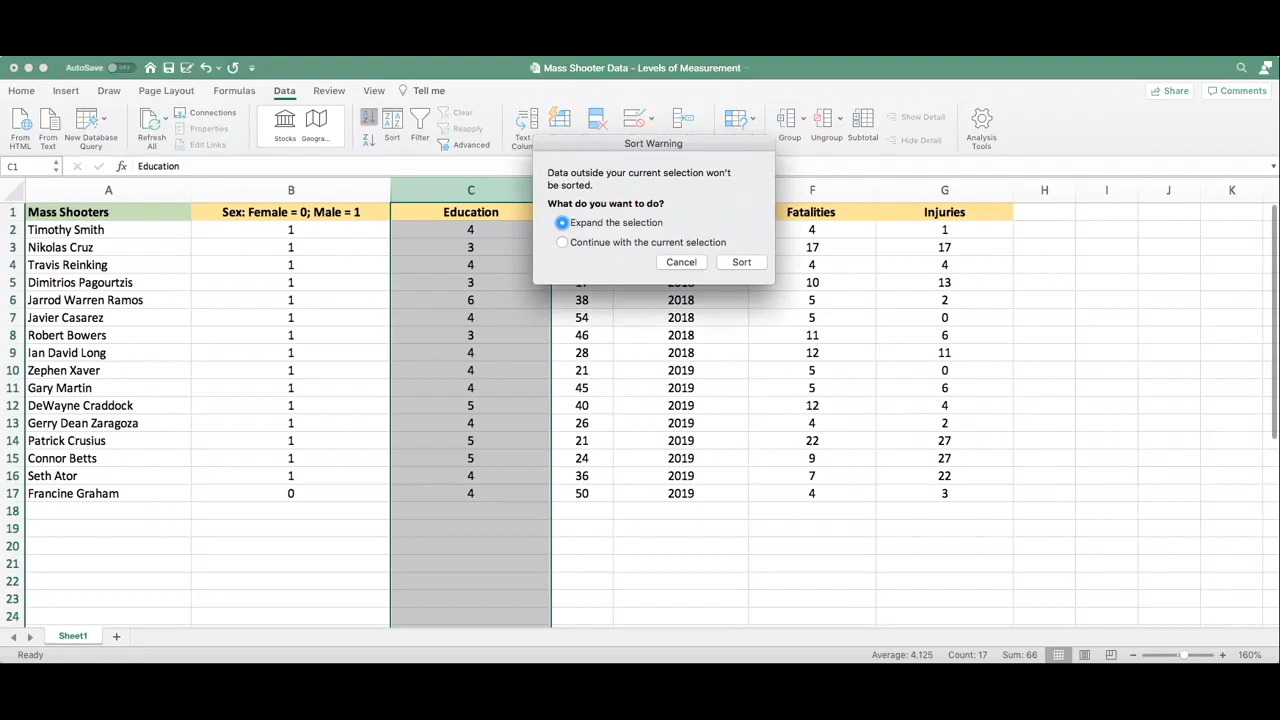 AutoSave OFF
Mass Shooter Data - Levels of Measurement
Home Insert Draw Page Layout Formulas Data Review View Tell me Share Comments
From HTML
From Text
New Database Query
Connections
Properties
Edit Links
Refresh All
Stocks
Geogra...
Sort
Filter
Clear
Reapply
Advanced
Text
Colum
Group
Ungroup
Subtotal
Show Detail
Hide Detail
Analysis Tools
C1 fx Education
Sort Warning
Data outside your current selection won't
be sorted.
What do you want to do?
Expand the selection
Continue with the current selection
Cancel Sort
A B C F G H I J K
1 Mass Shooters Sex: Female = 0; Male = 1 Education Fatalities Injuries
2 Timothy Smith 1 4 4 1
3 Nikolas Cruz 1 3 17 17
4 Travis Reinking 1 4 4 4
5 Dimitrios Pagourtzis 1 3 17 2018 10 13
6 Jarrod Warren Ramos 1 6 38 2018 5 2
7 Javier Casarez 1 4 54 2018 5 0
8 Robert Bowers 1 3 46 2018 11 6
9 Ian David Long 1 4 28 2018 12 11
10 Zephen Xaver 1 4 21 2019 5 0
11 Gary Martin 1 4 45 2019 5 6
12 DeWayne Craddock 1 5 40 2019 12 4
13 Gerry Dean Zaragoza 1 4 26 2019 4 2
14 Patrick Crusius 1 5 21 2019 22 27
15 Connor Betts 1 5 24 2019 9 27
16 Seth Ator 1 4 36 2019 7 22
17 Francine Graham 0 4 50 2019 4 3
18
19
20
21
22
23
24
Sheet1
Ready Average: 4.125 Count: 17 Sum: 66 160%